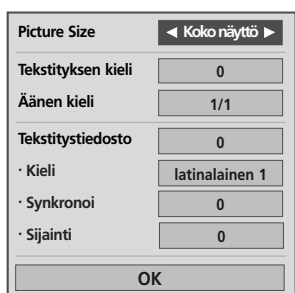 Picture Size ◄ Koko näyttö ►
Tekstityksen kieli 0
Äänen kieli 1/1
Tekstitystiedosto 0
· Kieli latinalainen 1
· Synkronoi 0
· Sijainti 0
OK